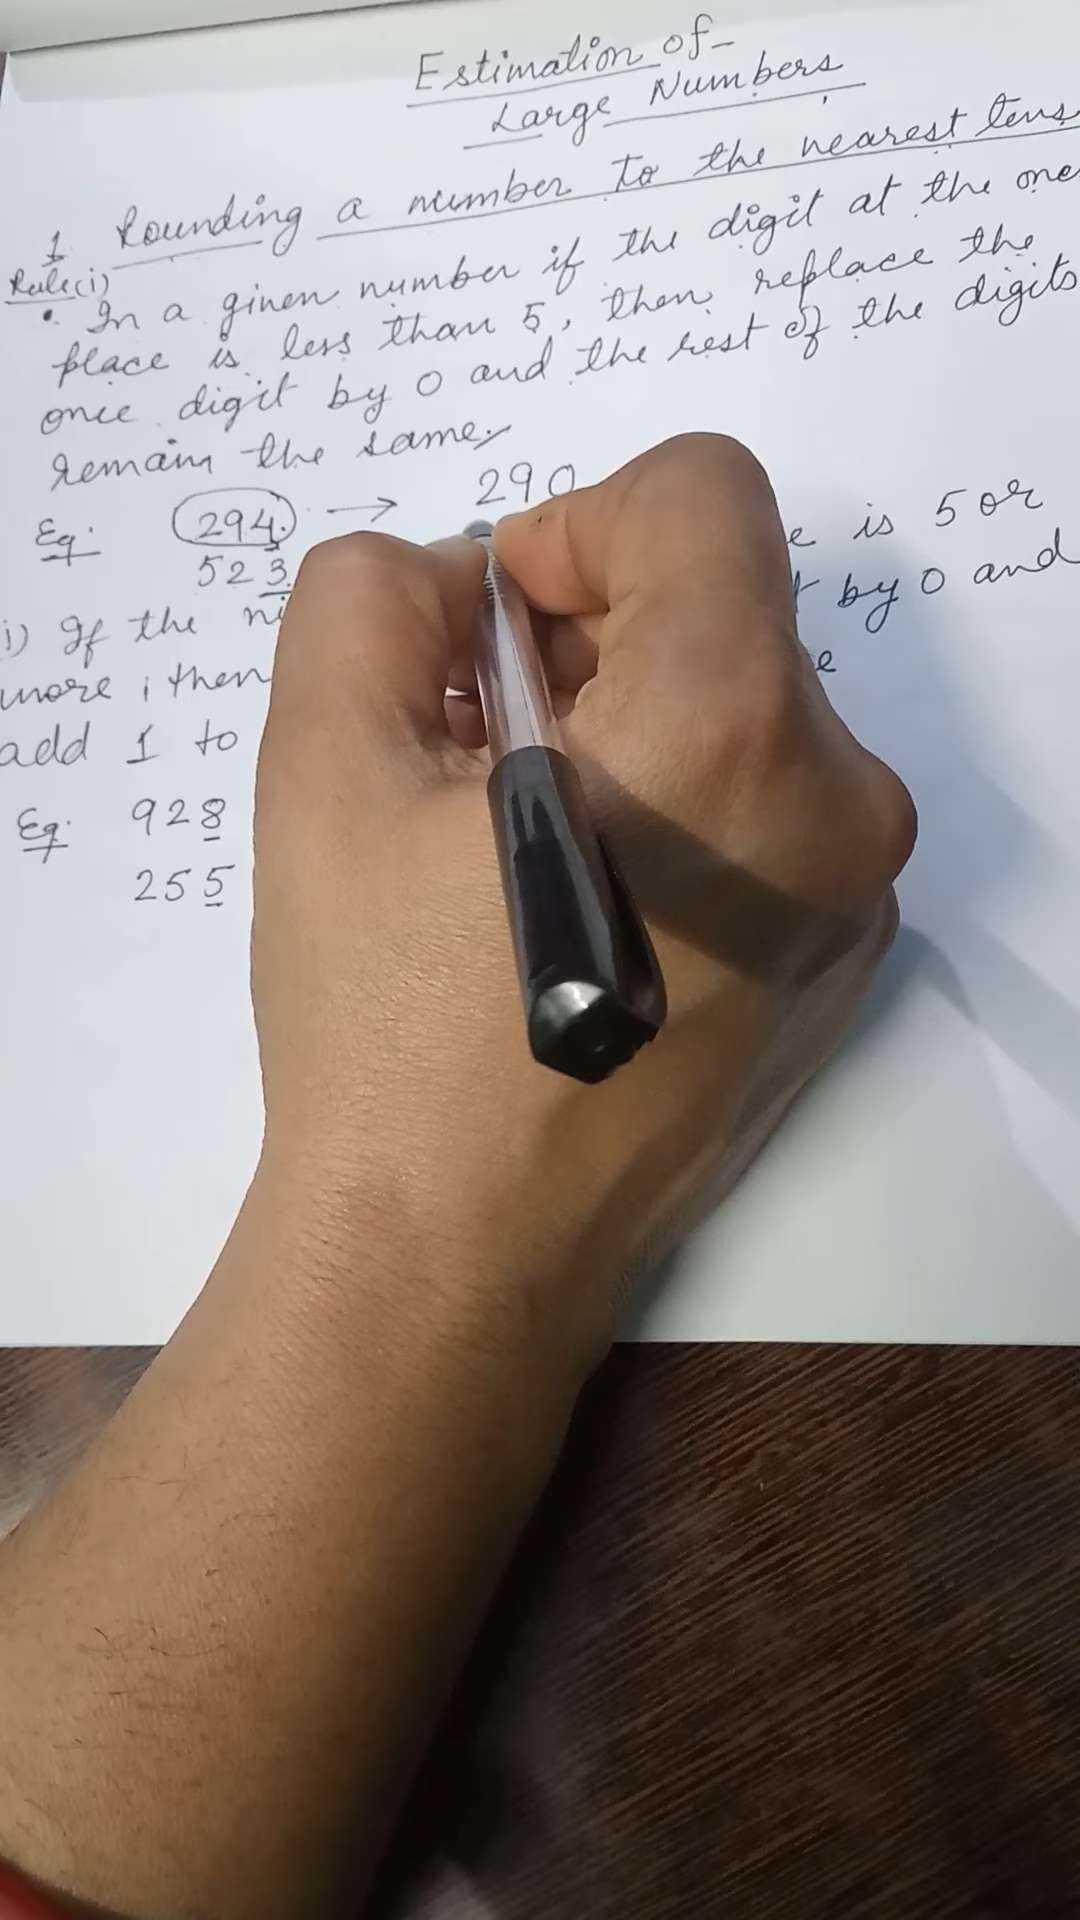 Estimation of-
Large Numbers
1. Rounding a number to the nearest tens
Rule(i)
• In a given number if the digit at the one
place is less than 5, then replace the
once digit by 0 and the rest of the digits
remain the same.
Eg: 294. → 290
523
i) If the e is 5 or
more, then by 0 and
add 1 to
Eg: 928
255